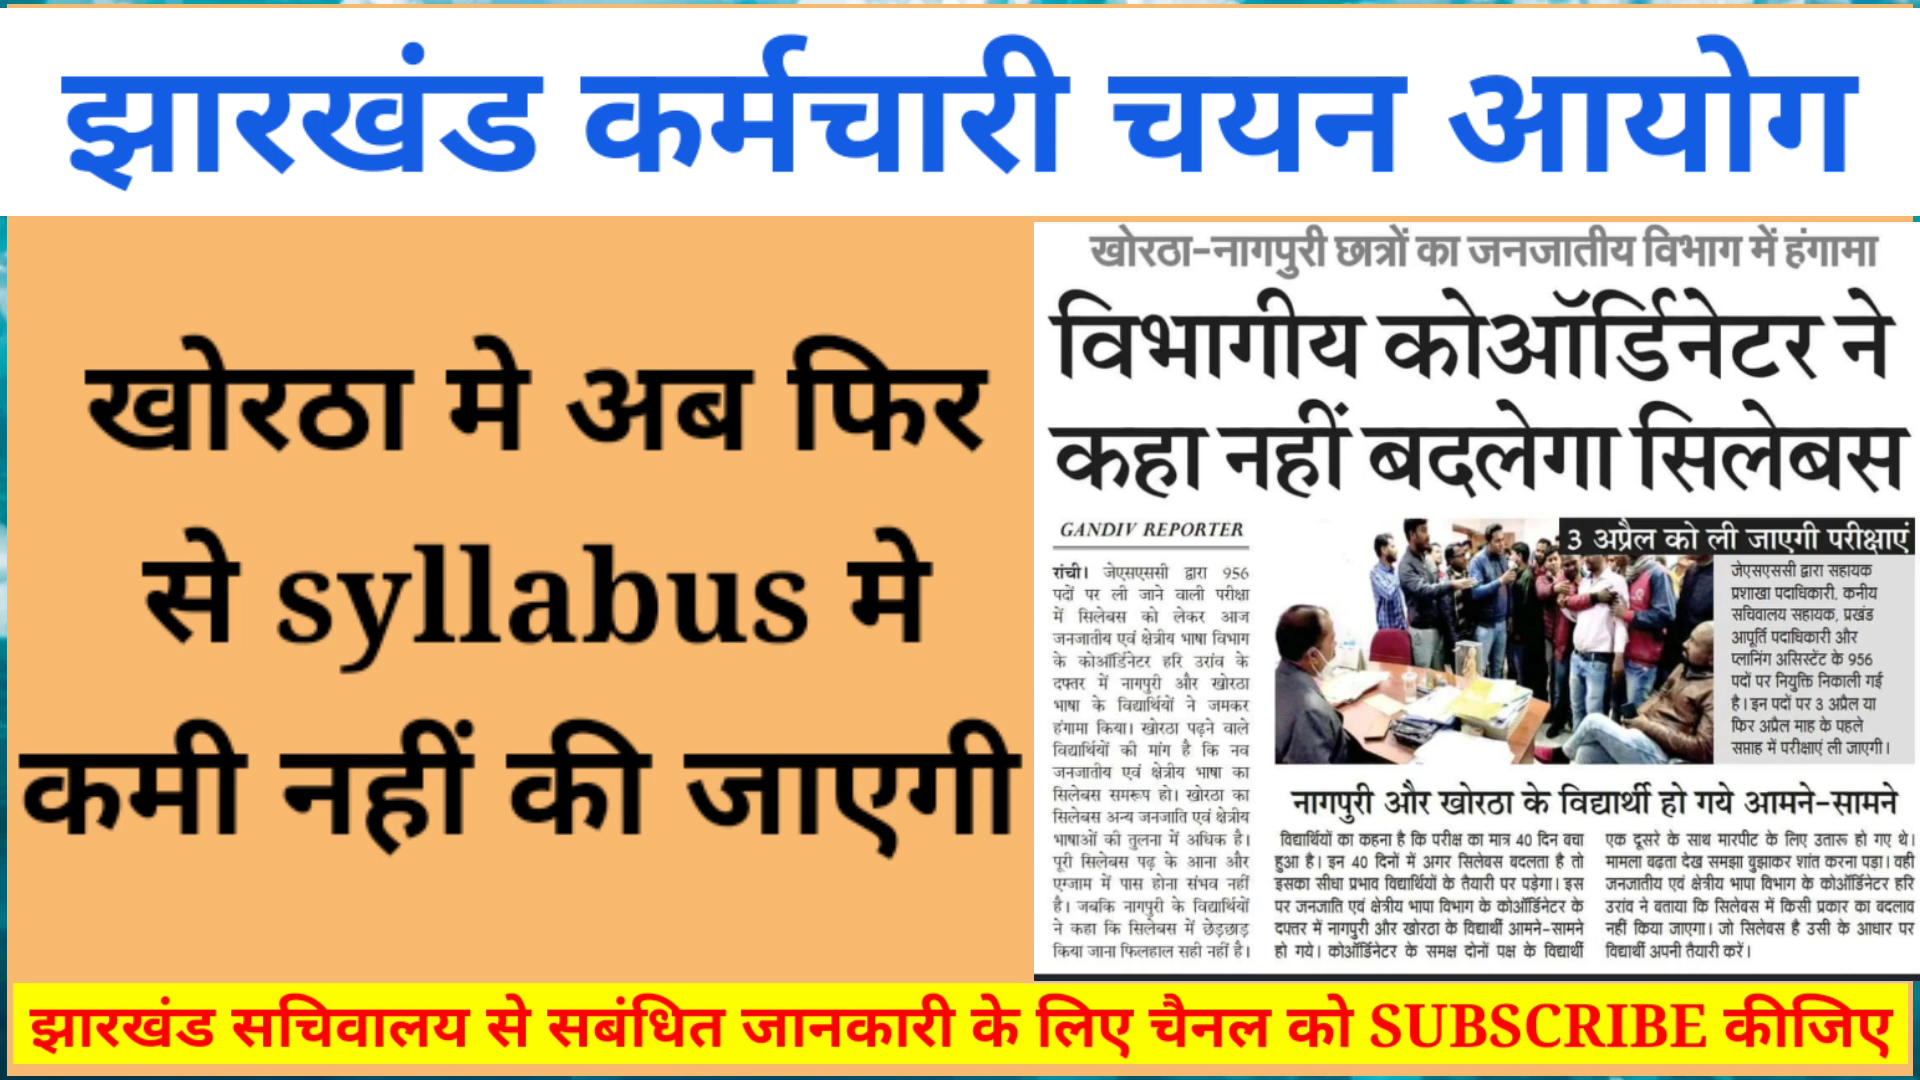 झारखंड कर्मचारी चयन आयोग
खोरठा मे अब फिर
से syllabus मे
कमी नहीं की जाएगी
खोरठा-नागपुरी छात्रों का जनजातीय विभाग में हंगामा
विभागीय कोऑर्डिनेटर ने
कहा नहीं बदलेगा सिलेबस
GANDIV REPORTER
रांची। जेएसएससी द्वारा 956
पदों पर ली जाने वाली परीक्षा
में सिलेबस को लेकर आज
जनजातीय एवं क्षेत्रीय भाषा विभाग
के कोऑर्डिनेटर हरि उरांव के
दफ्तर में नागपुरी और खोरठा
भाषा के विद्यार्थियों ने जमकर
हंगामा किया। खोरठा पढ़ने वाले
विद्यार्थियों की मांग है कि नव
जनजातीय एवं क्षेत्रीय भाषा का
सिलेबस समरूप हो। खोरठा का
सिलेबस अन्य जनजाति एवं क्षेत्रीय
भाषाओं की तुलना में अधिक है।
पूरी सिलेबस पढ़ के आना और
एग्जाम में पास होना संभव नहीं
है। जबकि नागपुरी के विद्यार्थियों
ने कहा कि सिलेबस में छेड़छाड़
किया जाना फिलहाल सही नहीं है।
3 अप्रैल को ली जाएगी परीक्षाएं
जेएसएससी द्वारा सहायक
प्रशाखा पदाधिकारी, कनीय
सचिवालय सहायक, प्रखंड
आपूर्ति पदाधिकारी और
प्लानिंग असिस्टेंट के 956
पदों पर नियुक्ति निकाली गई
है। इन पदों पर 3 अप्रैल या
फिर अप्रैल माह के पहले
सप्ताह में परीक्षाएं ली जाएगी।
नागपुरी और खोरठा के विद्यार्थी हो गये आमने-सामने
विद्यार्थियों का कहना है कि परीक्ष का मात्र 40 दिन बचा
हुआ है। इन 40 दिनों में अगर सिलेबस बदलता है तो
इसका सीधा प्रभाव विद्यार्थियों के तैयारी पर पड़ेगा। इस
पर जनजाति एवं क्षेत्रीय भाषा विभाग के कोऑर्डिनेटर के
दफ्तर में नागपुरी और खोरठा के विद्यार्थी आमने-सामने
हो गये। कोऑर्डिनेटर के समक्ष दोनों पक्ष के विद्यार्थी
एक दूसरे के साथ मारपीट के लिए उतारू हो गए थे।
मामला बढ़ता देख समझा बुझाकर शांत करना पड़ा। वही
जनजातीय एवं क्षेत्रीय भाषा विभाग के कोऑर्डिनेटर हरि
उरांव ने बताया कि सिलेबस में किसी प्रकार का बदलाव
नहीं किया जाएगा। जो सिलेबस है उसी के आधार पर
विद्यार्थी अपनी तैयारी करें।
झारखंड सचिवालय से सबंधित जानकारी के लिए चैनल को SUBSCRIBE कीजिए